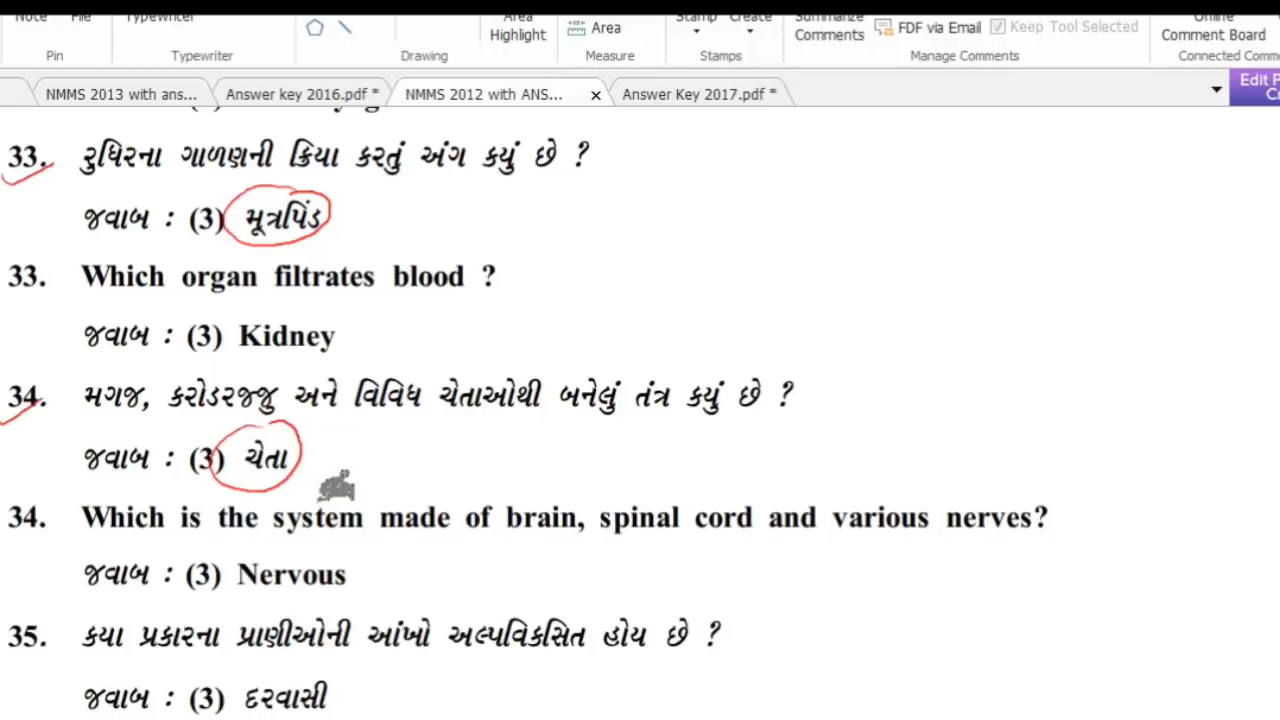 Note File Typewriter Area Highlight Area Stamp Create Summarize Comments FDF via Email Keep Tool Selected Online Comment Board
Pin Typewriter Drawing Measure Stamps Manage Comments Connected Comm
NMMS 2013 with ans... Answer key 2016.pdf * NMMS 2012 with ANS... x Answer Key 2017.pdf * Edit P
33. રુધિરના ગાળણની ક્રિયા કરતું અંગ કયું છે ?
જવાબ : (3) મૂત્રપિંડ
33. Which organ filtrates blood ?
જવાબ : (3) Kidney
34. મગજ, કરોડરજ્જુ અને વિવિધ ચેતાઓથી બનેલું તંત્ર કયું છે ?
જવાબ : (3) ચેતા
34. Which is the system made of brain, spinal cord and various nerves?
જવાબ : (3) Nervous
35. કયા પ્રકારના પ્રાણીઓની આંખો અલ્પવિકસિત હોય છે ?
જવાબ : (3) દરવાસી